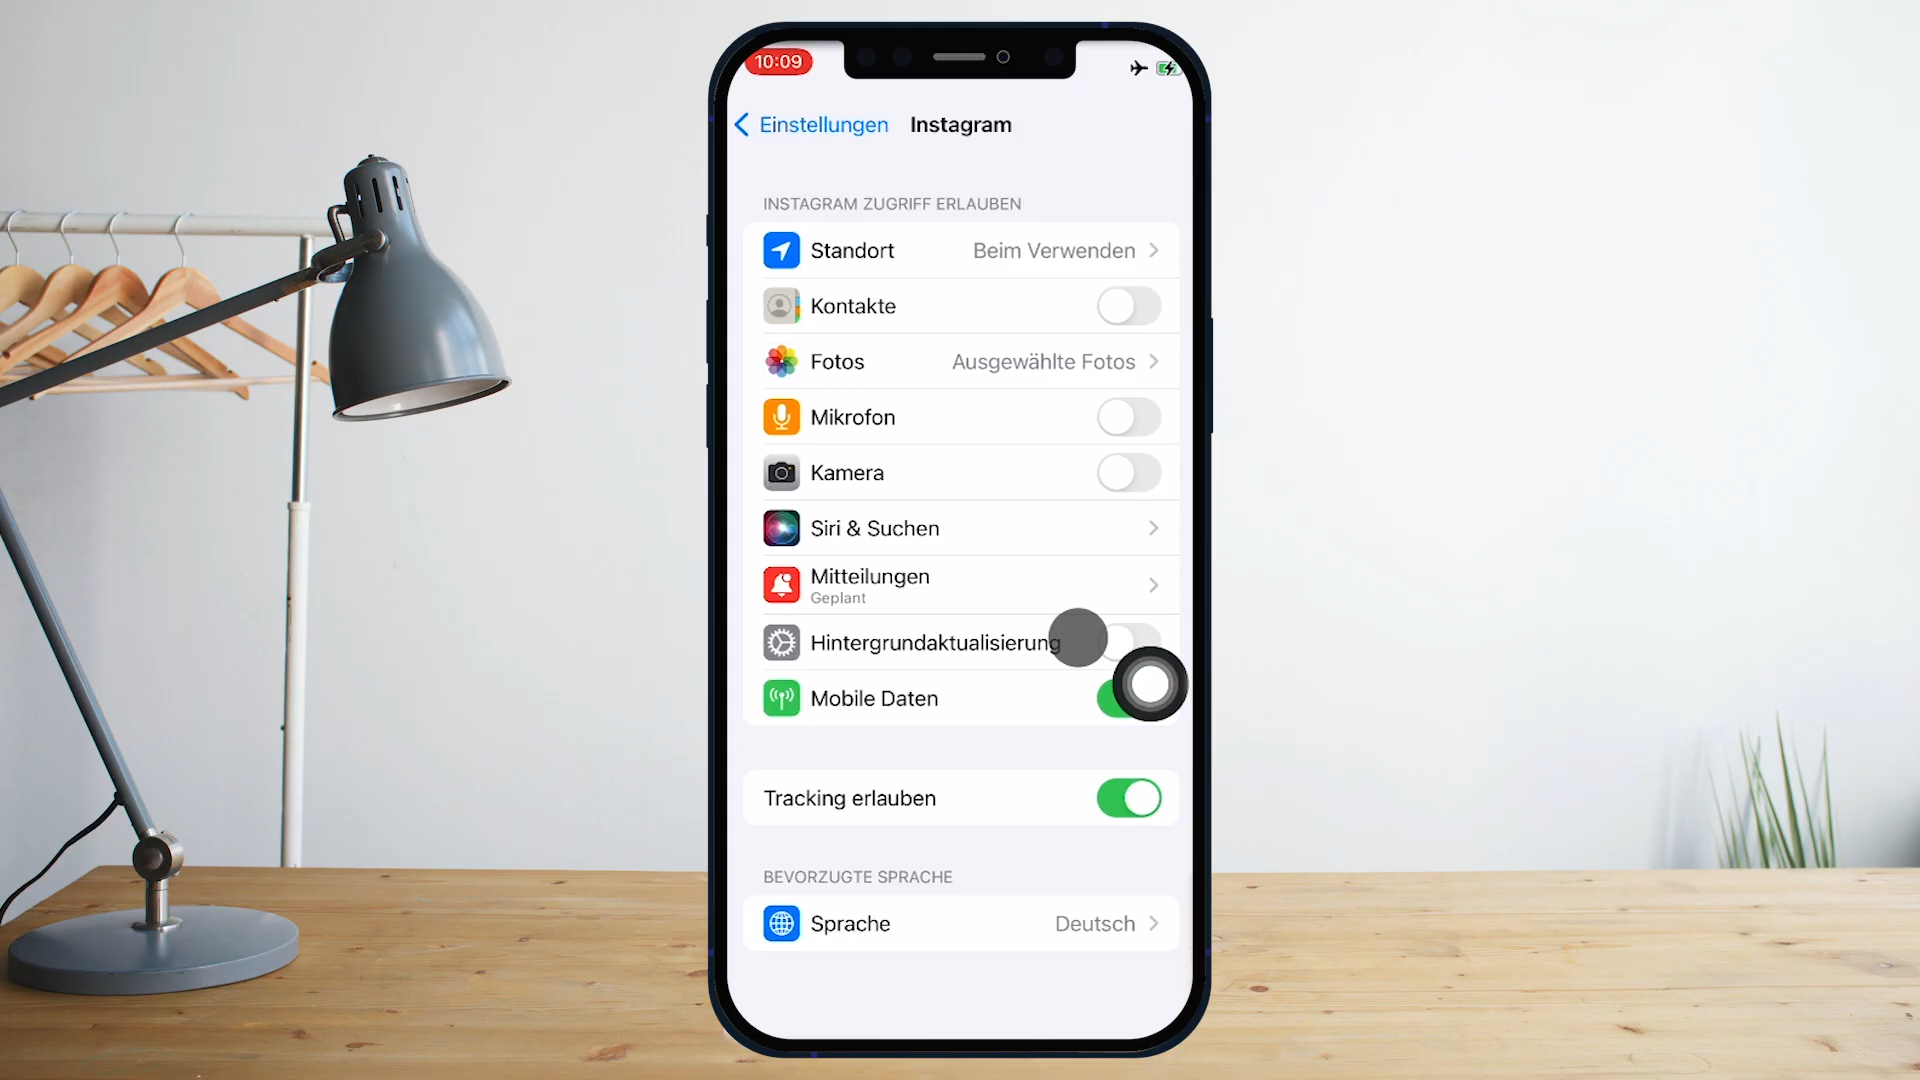 10:09
Einstellungen Instagram
INSTAGRAM ZUGRIFF ERLAUBEN
Standort Beim Verwenden
Kontakte
Fotos Ausgewählte Fotos
Mikrofon
Kamera
Siri & Suchen
Mitteilungen
Geplant
Hintergrundaktualisierung
Mobile Daten
Tracking erlauben
BEVORZUGTE SPRACHE
Sprache Deutsch